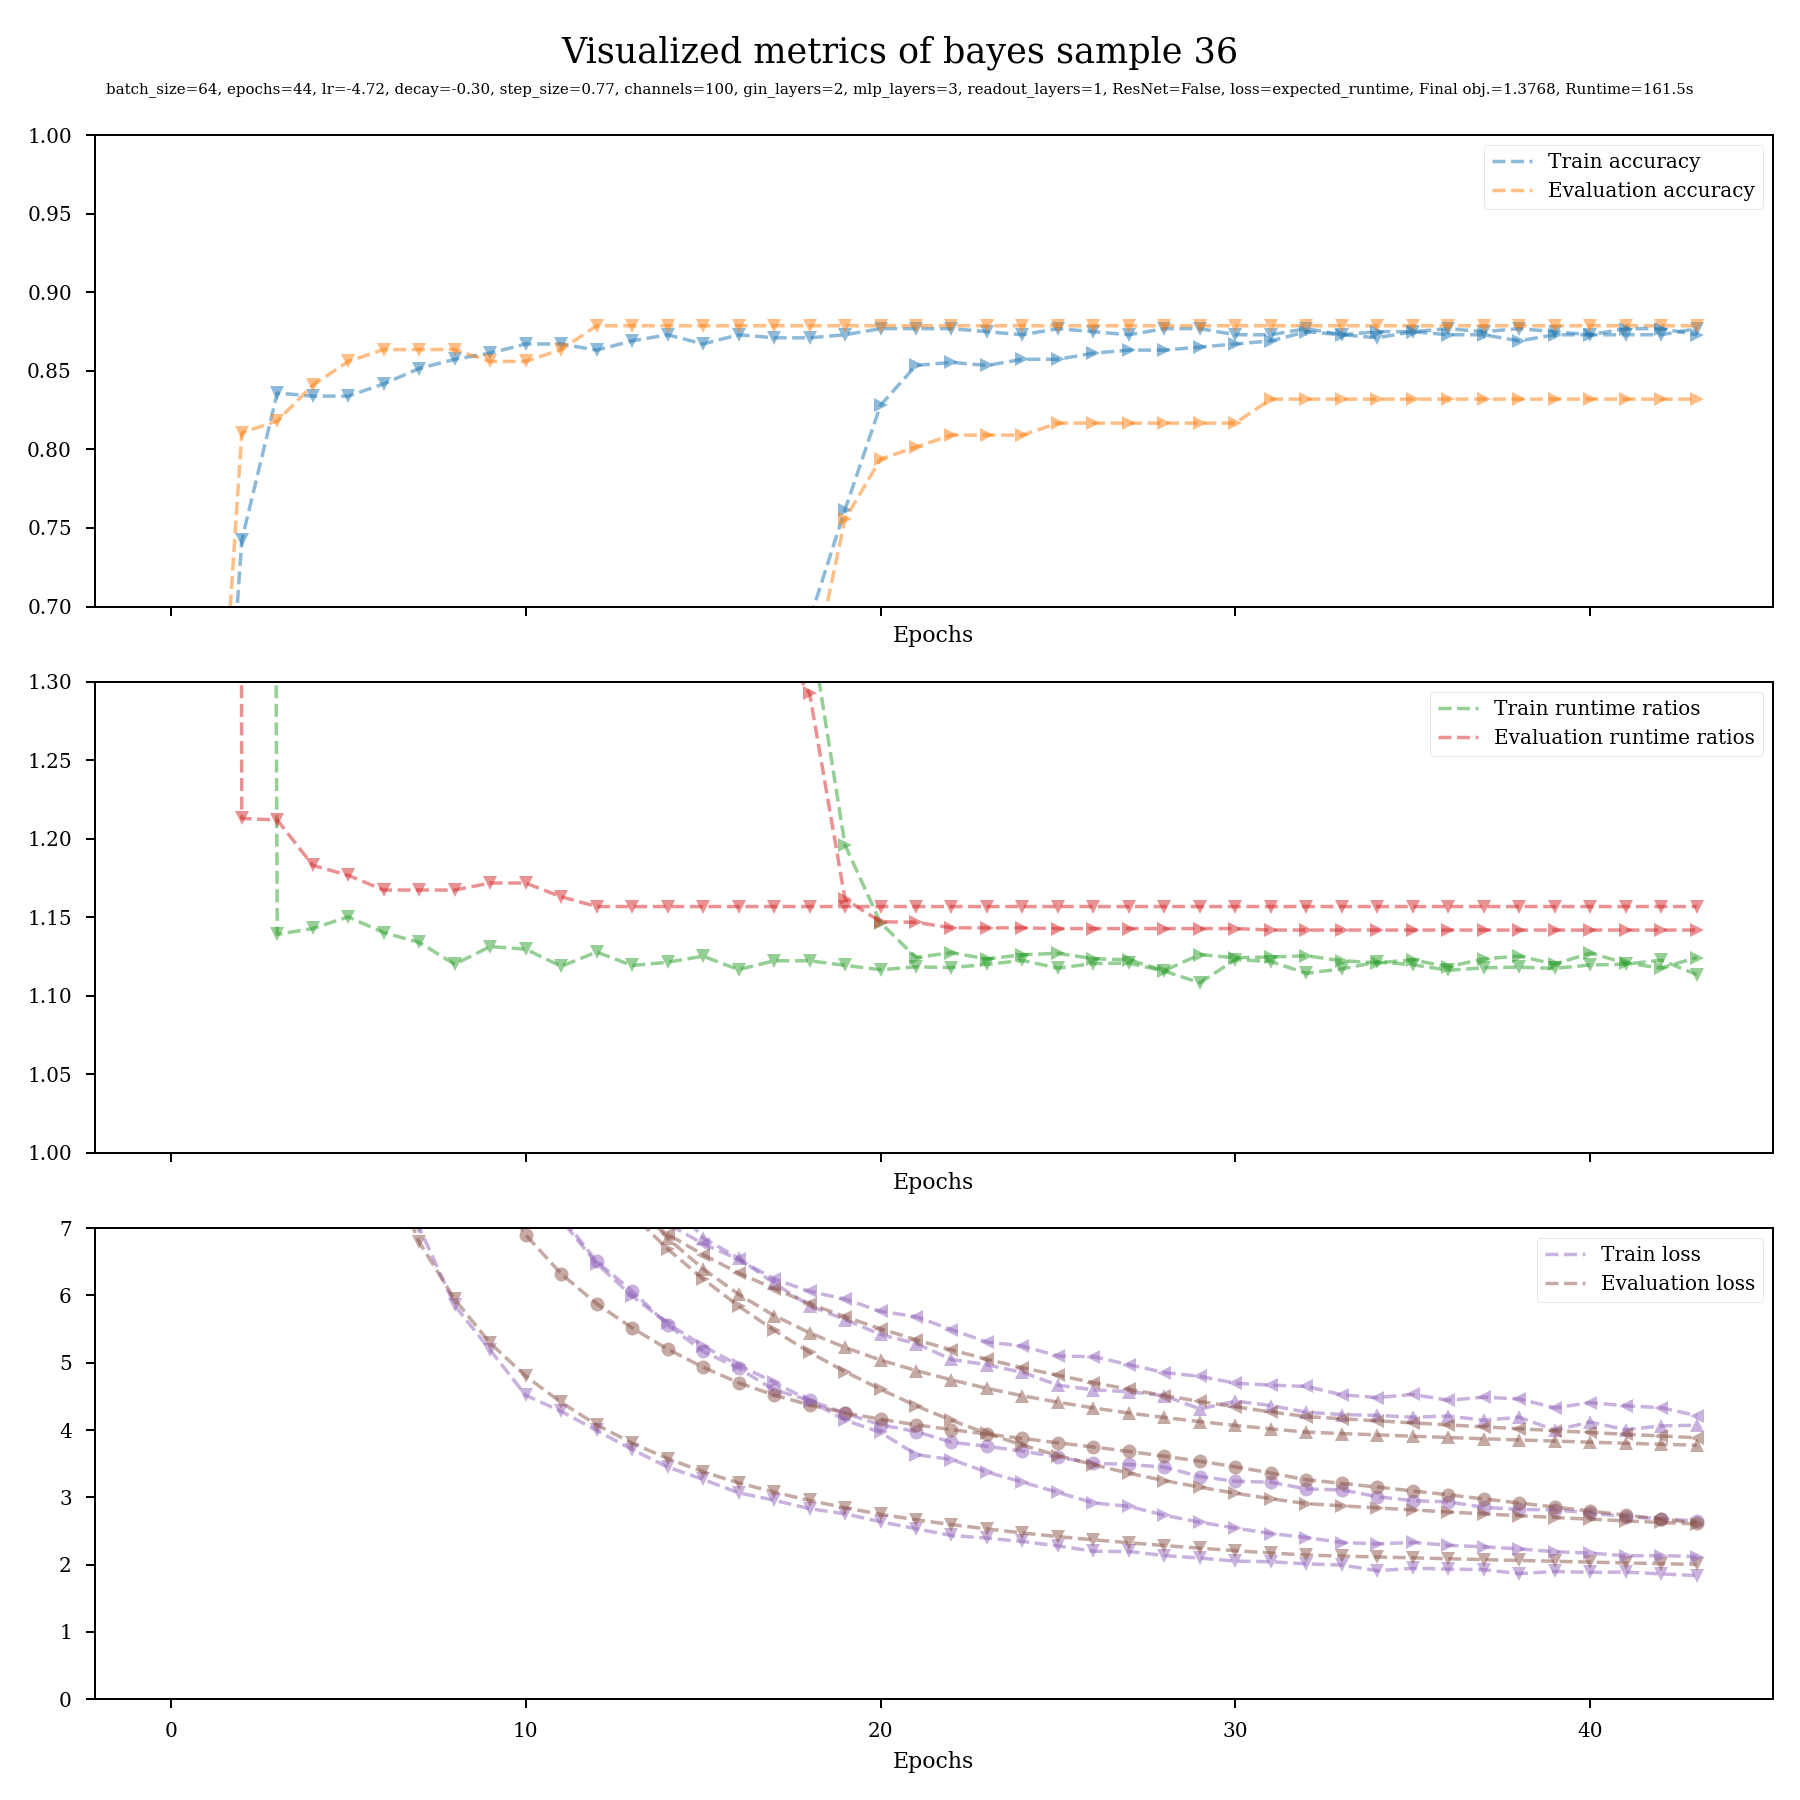 Visualized metrics of bayes sample 36
batch_size=64, epochs=44, lr=-4.72, decay=-0.30, step_size=0.77, channels=100, gin_layers=2, mlp_layers=3, readout_layers=1, ResNet=False, loss=expected_runtime, Final obj.=1.3768, Runtime=161.5s
1.00
0.95
0.90
0.85
0.80
0.75
0.70
Train accuracy
Evaluation accuracy
Epochs
1.30
1.25
1.20
1.15
1.10
1.05
1.00
Train runtime ratios
Evaluation runtime ratios
Epochs
7
6
5
4
3
2
1
0
Train loss
Evaluation loss
0 10 20 30 40
Epochs